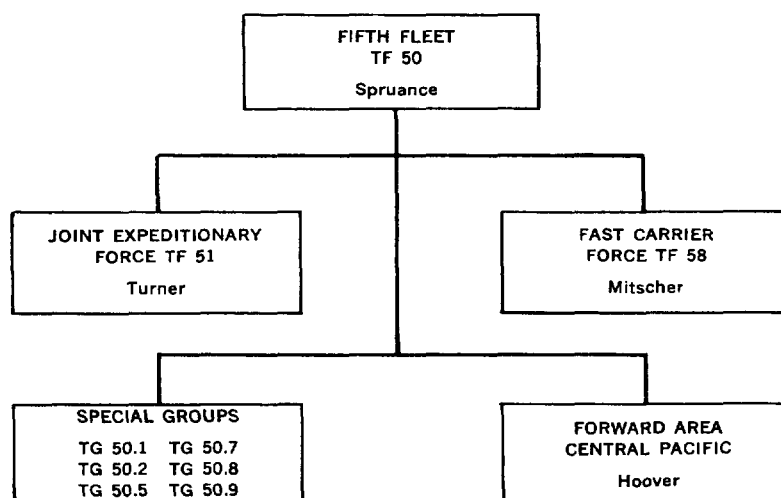 FIFTH FLEET
TF 50
Spruance
JOINT EXPEDITIONARY
FORCE TF 51
Turner
FAST CARRIER
FORCE TF 58
Mitscher
SPECIAL GROUPS
TG 50.1 TG 50.7
TG 50.2 TG 50.8
TG 50.5 TG 50.9
FORWARD AREA
CENTRAL PACIFIC
Hoover